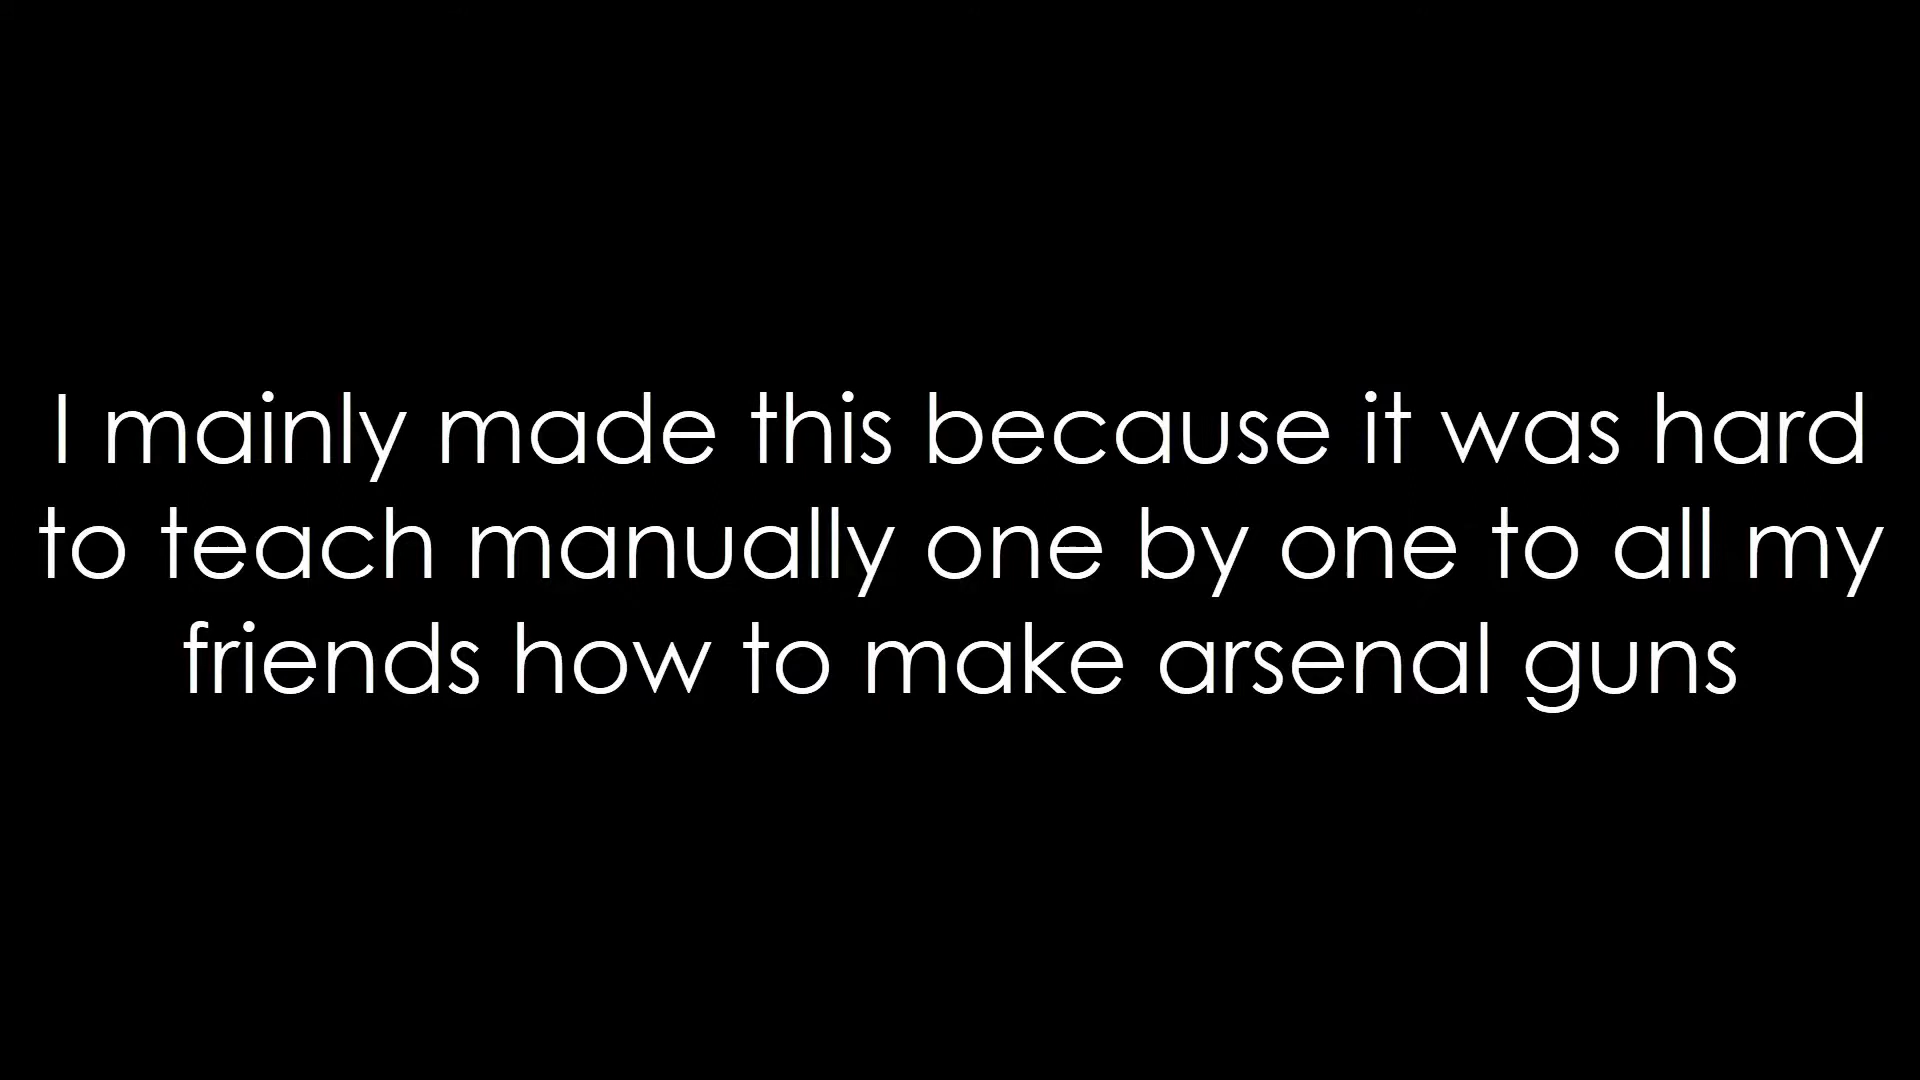 I mainly made this because it was hard
to teach manually one by one to all my
friends how to make arsenal guns